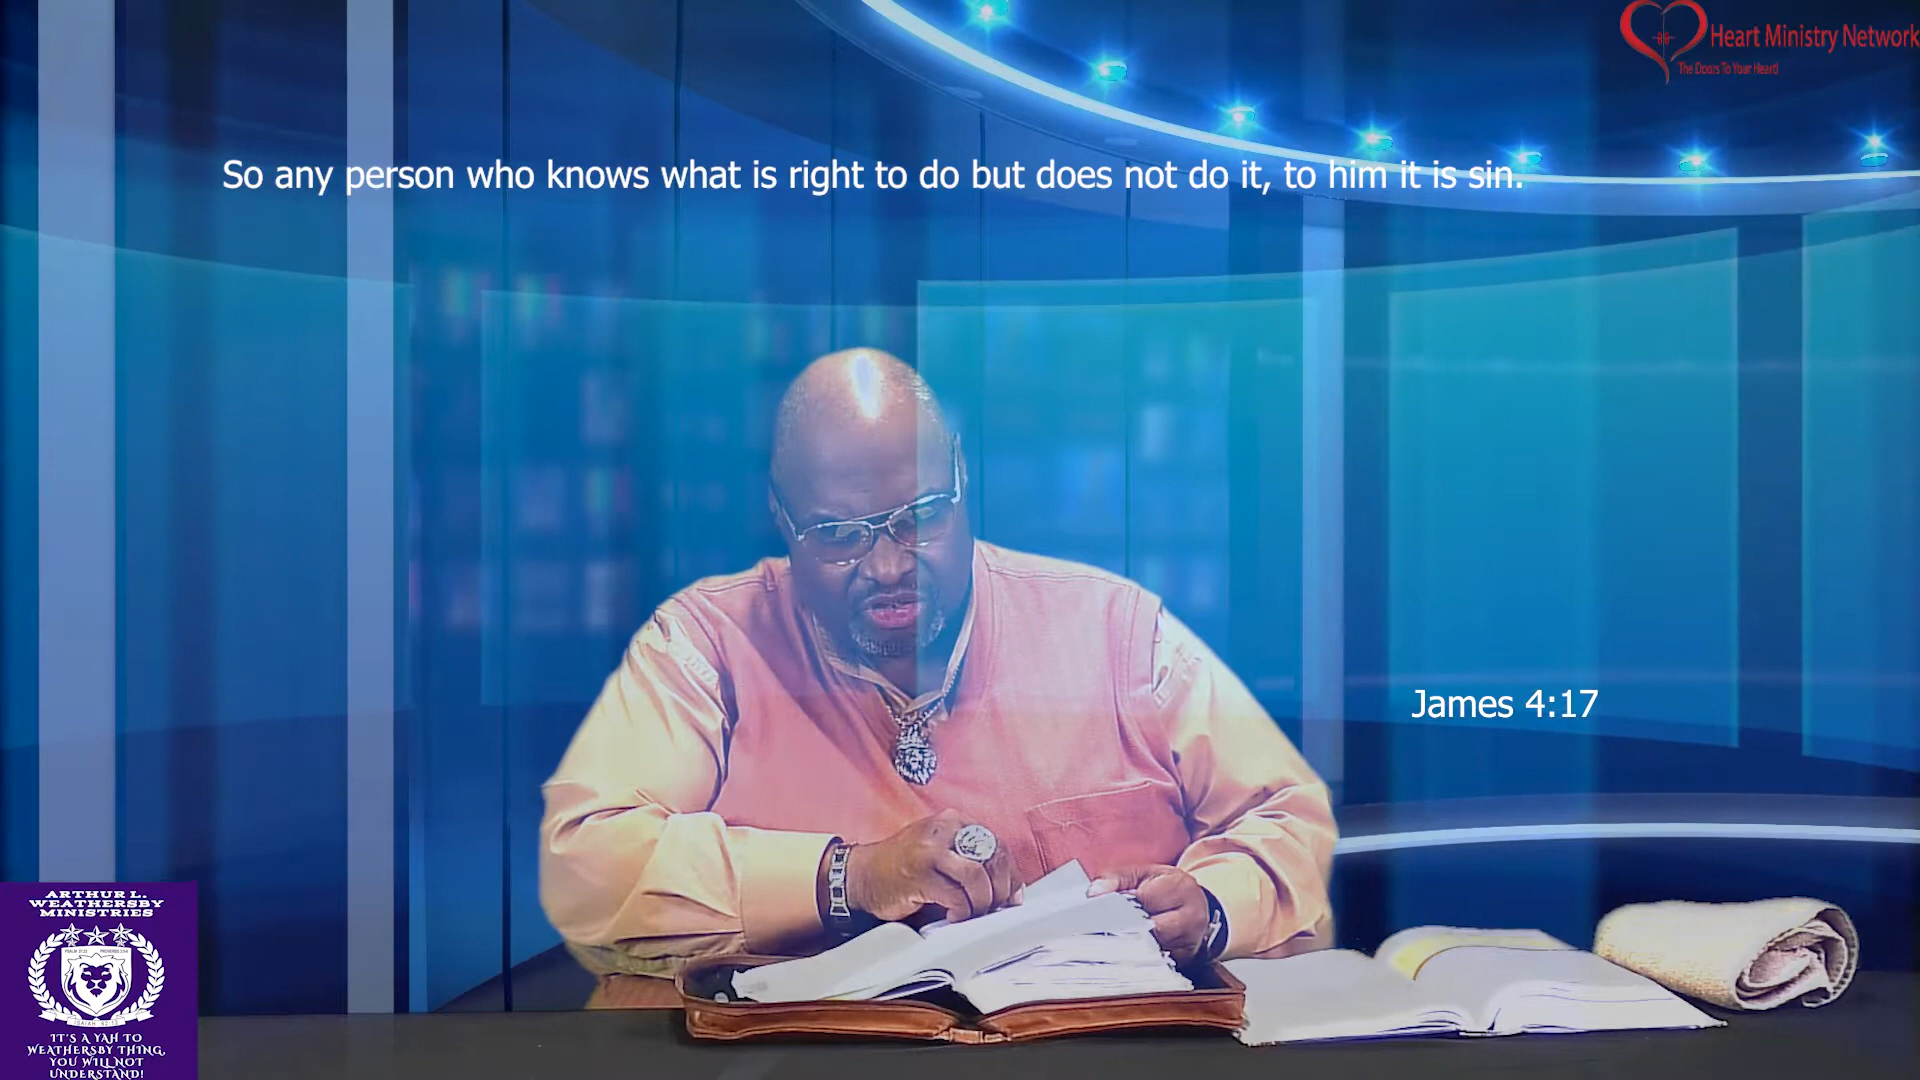 Heart Ministry Network
The Doors To Your Heart!
So any person who knows what is right to do but does not do it, to him it is sin.
James 4:17
ARTHUR L.
WEATHERSBY
MINISTRIES
IT'S A YAH TO
WEATHERSBY THING,
YOU WILL NOT
UNDERSTAND!